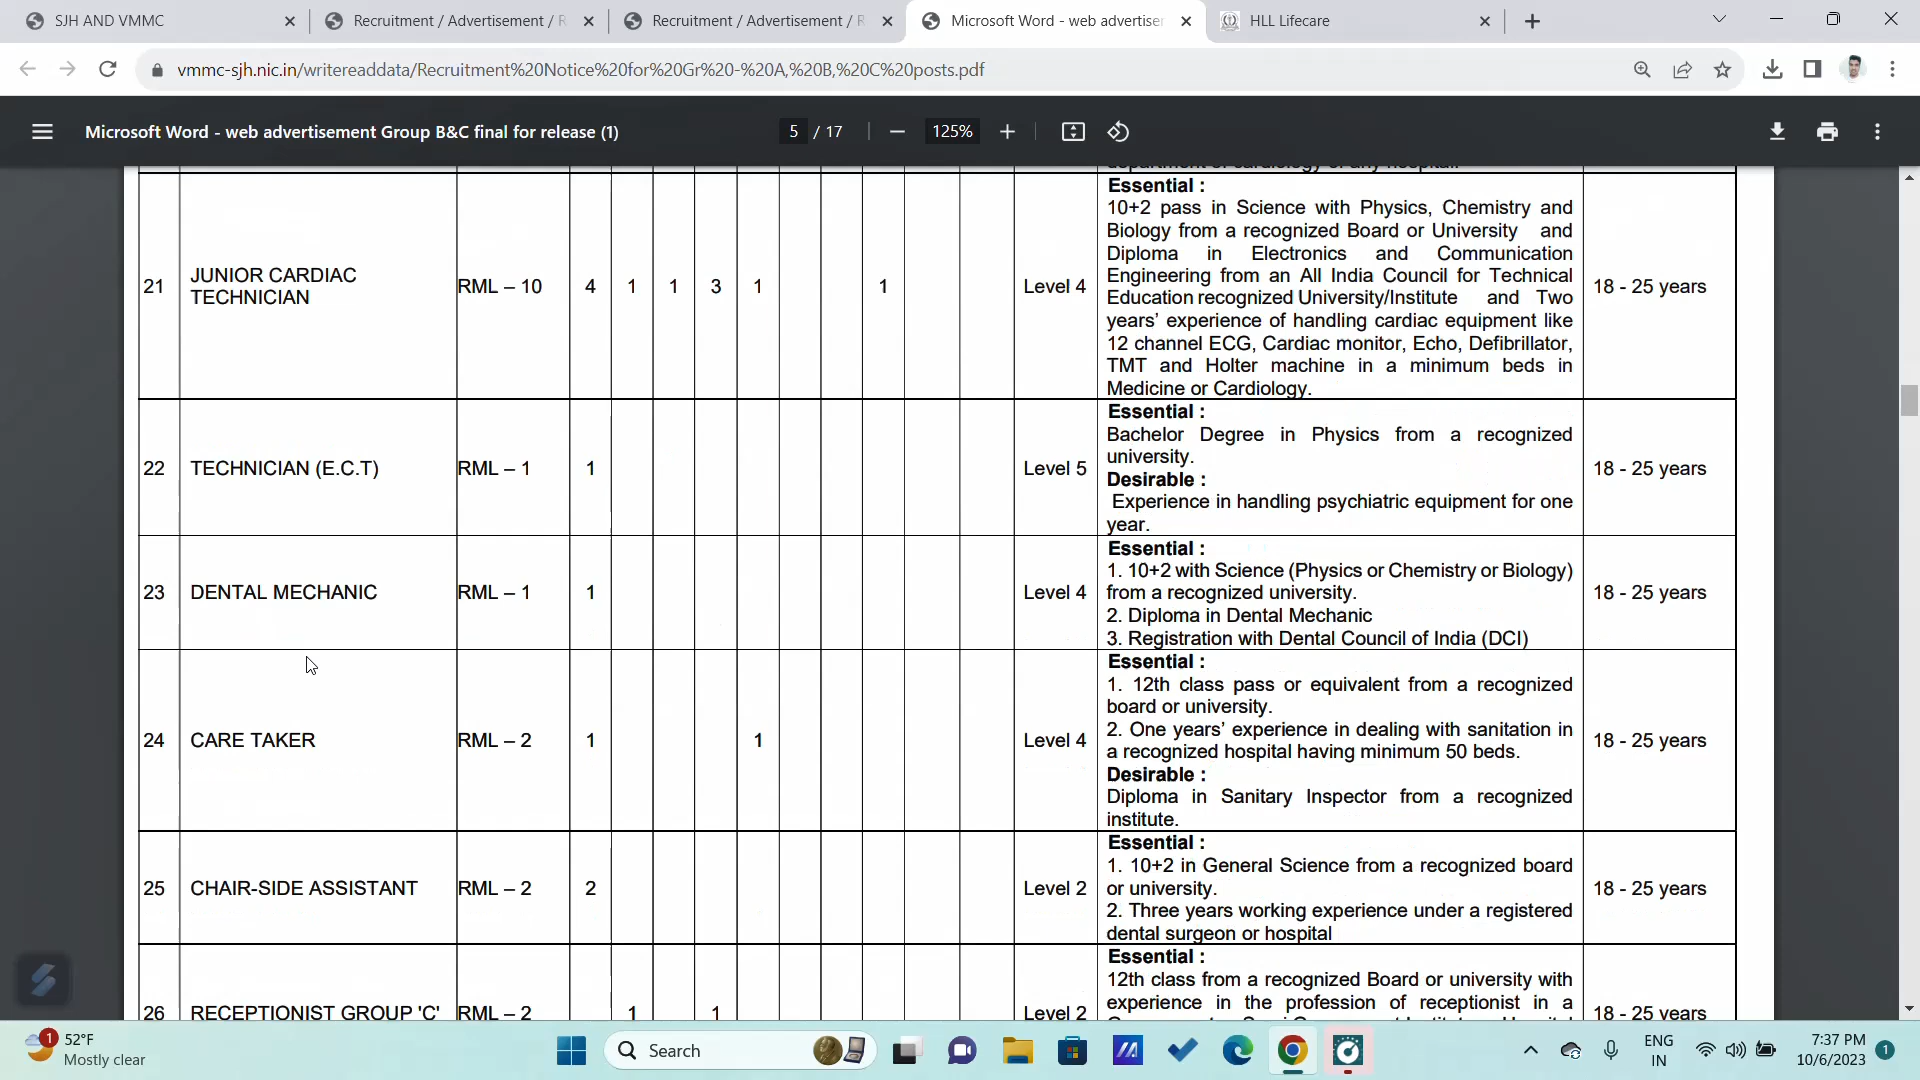 SJH AND VMMC
Recruitment / Advertisement / R
Recruitment / Advertisement / R
Microsoft Word - web advertiser
HLL Lifecare
vmmc-sjh.nic.in/writereaddata/Recruitment%20Notice%20for%20Gr%20-%20A,%20B,%20C%20posts.pdf
Microsoft Word - web advertisement Group B&C final for release (1)
5 / 17
125%
21
JUNIOR CARDIAC
TECHNICIAN
RML – 10
4 1 1 3 1 1
Level 4
Essential :
10+2 pass in Science with Physics, Chemistry and
Biology from a recognized Board or University and
Diploma in Electronics and Communication
Engineering from an All India Council for Technical
Education recognized University/Institute and Two
years' experience of handling cardiac equipment like
12 channel ECG, Cardiac monitor, Echo, Defibrillator,
TMT and Holter machine in a minimum beds in
Medicine or Cardiology.
18 - 25 years
22
TECHNICIAN (E.C.T)
RML – 1
1
Level 5
Essential :
Bachelor Degree in Physics from a recognized
university.
Desirable :
Experience in handling psychiatric equipment for one
year.
18 - 25 years
23
DENTAL MECHANIC
RML – 1
1
Level 4
Essential :
1. 10+2 with Science (Physics or Chemistry or Biology)
from a recognized university.
2. Diploma in Dental Mechanic
3. Registration with Dental Council of India (DCI)
18 - 25 years
24
CARE TAKER
RML – 2
1 1
Level 4
Essential :
1. 12th class pass or equivalent from a recognized
board or university.
2. One years' experience in dealing with sanitation in
a recognized hospital having minimum 50 beds.
Desirable :
Diploma in Sanitary Inspector from a recognized
institute.
18 - 25 years
25
CHAIR-SIDE ASSISTANT
RML – 2
2
Level 2
Essential :
1. 10+2 in General Science from a recognized board
or university.
2. Three years working experience under a registered
dental surgeon or hospital
18 - 25 years
26
RECEPTIONIST GROUP 'C'
RML – 2
1 1
Level 2
Essential :
12th class from a recognized Board or university with
experience in the profession of receptionist in a
18 - 25 years
1
52°F
Mostly clear
Search
ENG
IN
7:37 PM
10/6/2023
1